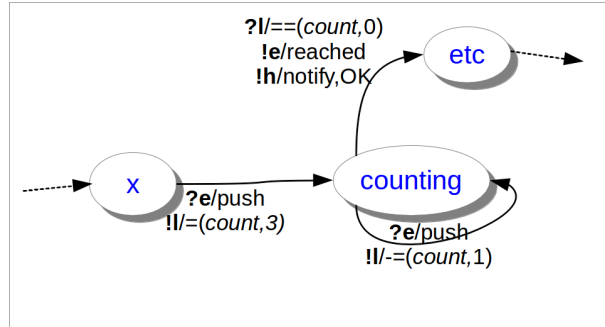 ?l/==(count,0)
!e/reached
!h/notify,OK
etc
x
counting
?e/push
!l/=(count,3)
?e/push
!l/-=(count,1)